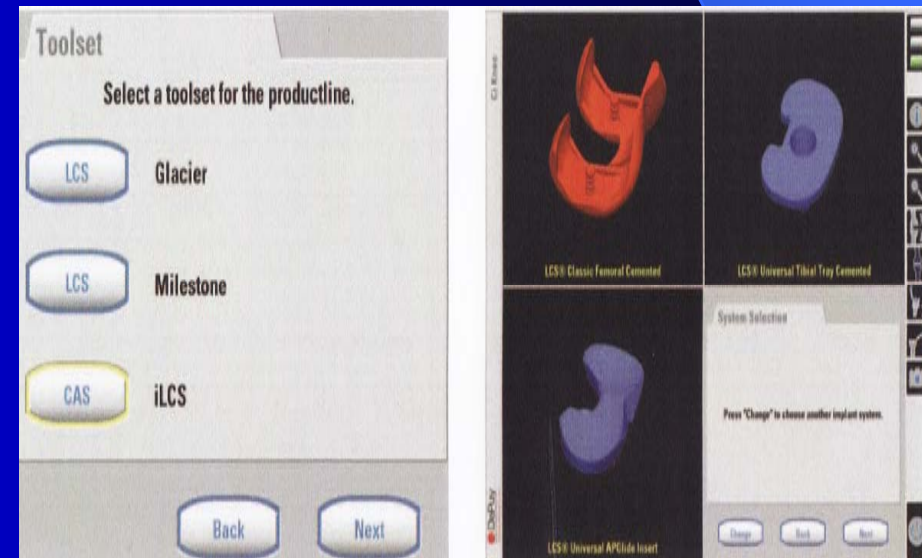 Toolset
Select a toolset for the productline.
LCS Glacier
LCS Milestone
CAS iLCS
Back Next
Ci Knee
LCS® Classic Femoral Cemented
LCS® Universal Tibial Tray Cemented
System Selection
Press "Change" to choose another implant system.
DePuy
LCS® Universal APGlide Insert
Change Back Next